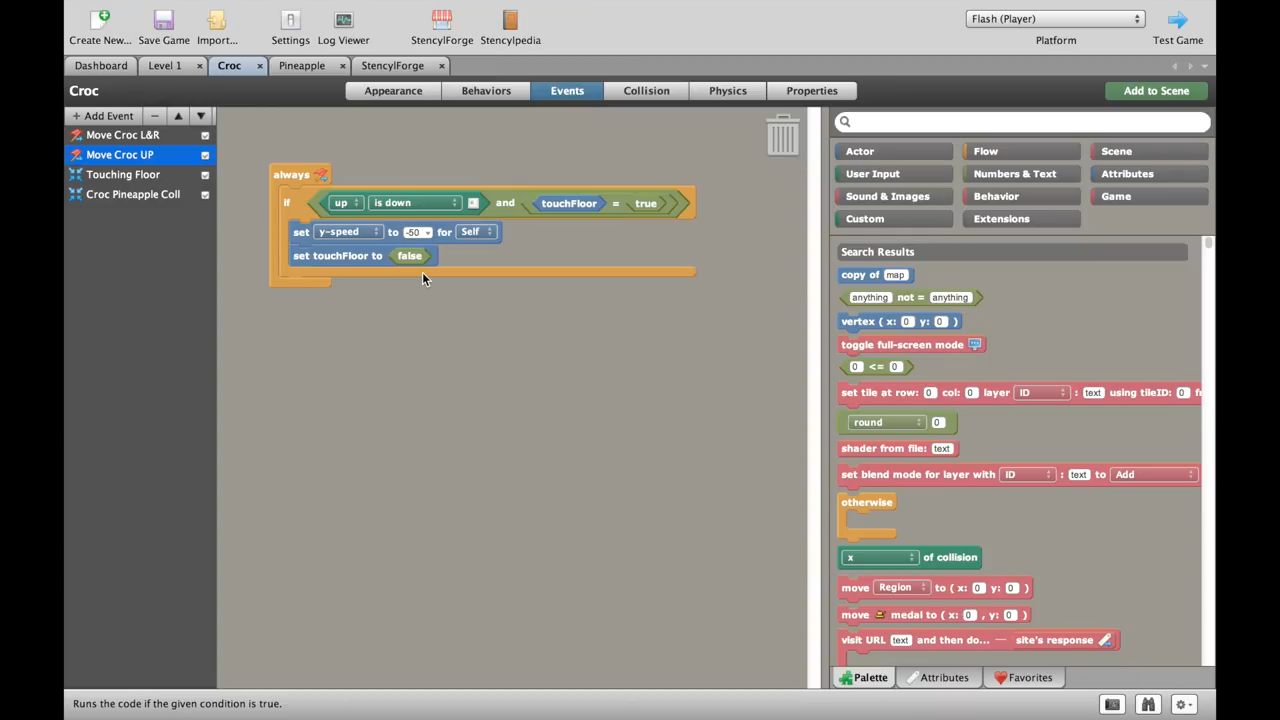 Create New... Save Game Import... Settings Log Viewer StencylForge Stencylpedia Flash (Player) Platform Test Game
Dashboard Level 1 × Croc × Pineapple × StencylForge ×
Croc Appearance Behaviors Events Collision Physics Properties Add to Scene
+ Add Event
Move Croc L&R
Move Croc UP
Touching Floor
Croc Pineapple Coll
always
if up is down and touchFloor = true
set y-speed to -50 for Self
set touchFloor to false
Actor Flow Scene
User Input Numbers & Text Attributes
Sound & Images Behavior Game
Custom Extensions
Search Results
copy of map
anything not = anything
vertex ( x: 0 y: 0 )
toggle full-screen mode
0 <= 0
set tile at row: 0 col: 0 layer ID : text using tileID: 0 fr
round 0
shader from file: text
set blend mode for layer with ID : text to Add
otherwise
x of collision
move Region to ( x: 0 y: 0 )
move medal to ( x: 0 , y: 0 )
visit URL text and then do... — site's response
Palette Attributes Favorites
Runs the code if the given condition is true.